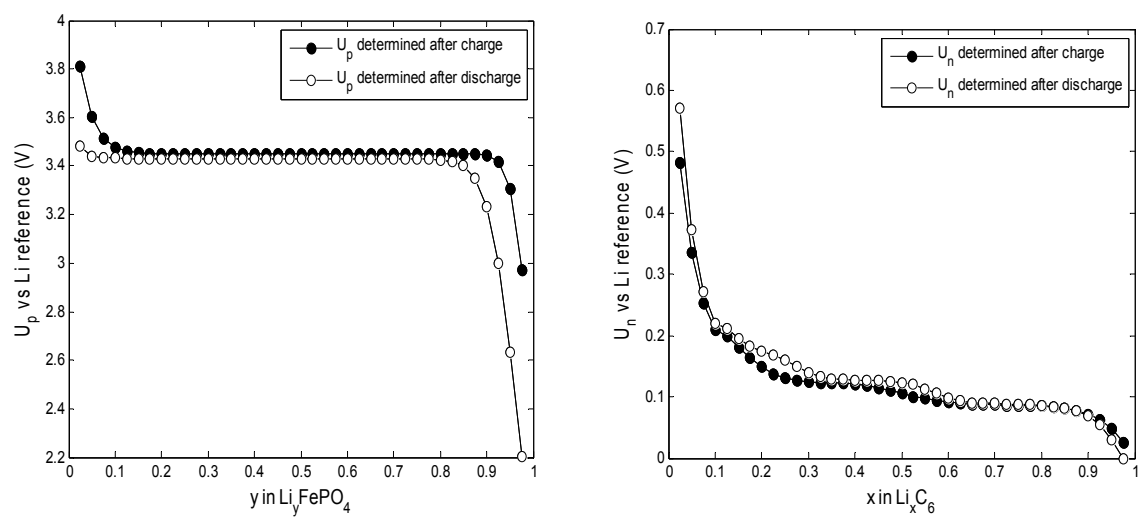 4
3.8
3.6
3.4
3.2
3
2.8
2.6
2.4
2.2
U_p vs Li reference (V)
U_p determined after charge
U_p determined after discharge
0 0.1 0.2 0.3 0.4 0.5 0.6 0.7 0.8 0.9 1
y in Li_yFePO_4
0.7
0.6
0.5
0.4
0.3
0.2
0.1
0
U_n vs Li reference (V)
U_n determined after charge
U_n determined after discharge
0 0.1 0.2 0.3 0.4 0.5 0.6 0.7 0.8 0.9 1
x in Li_xC_6